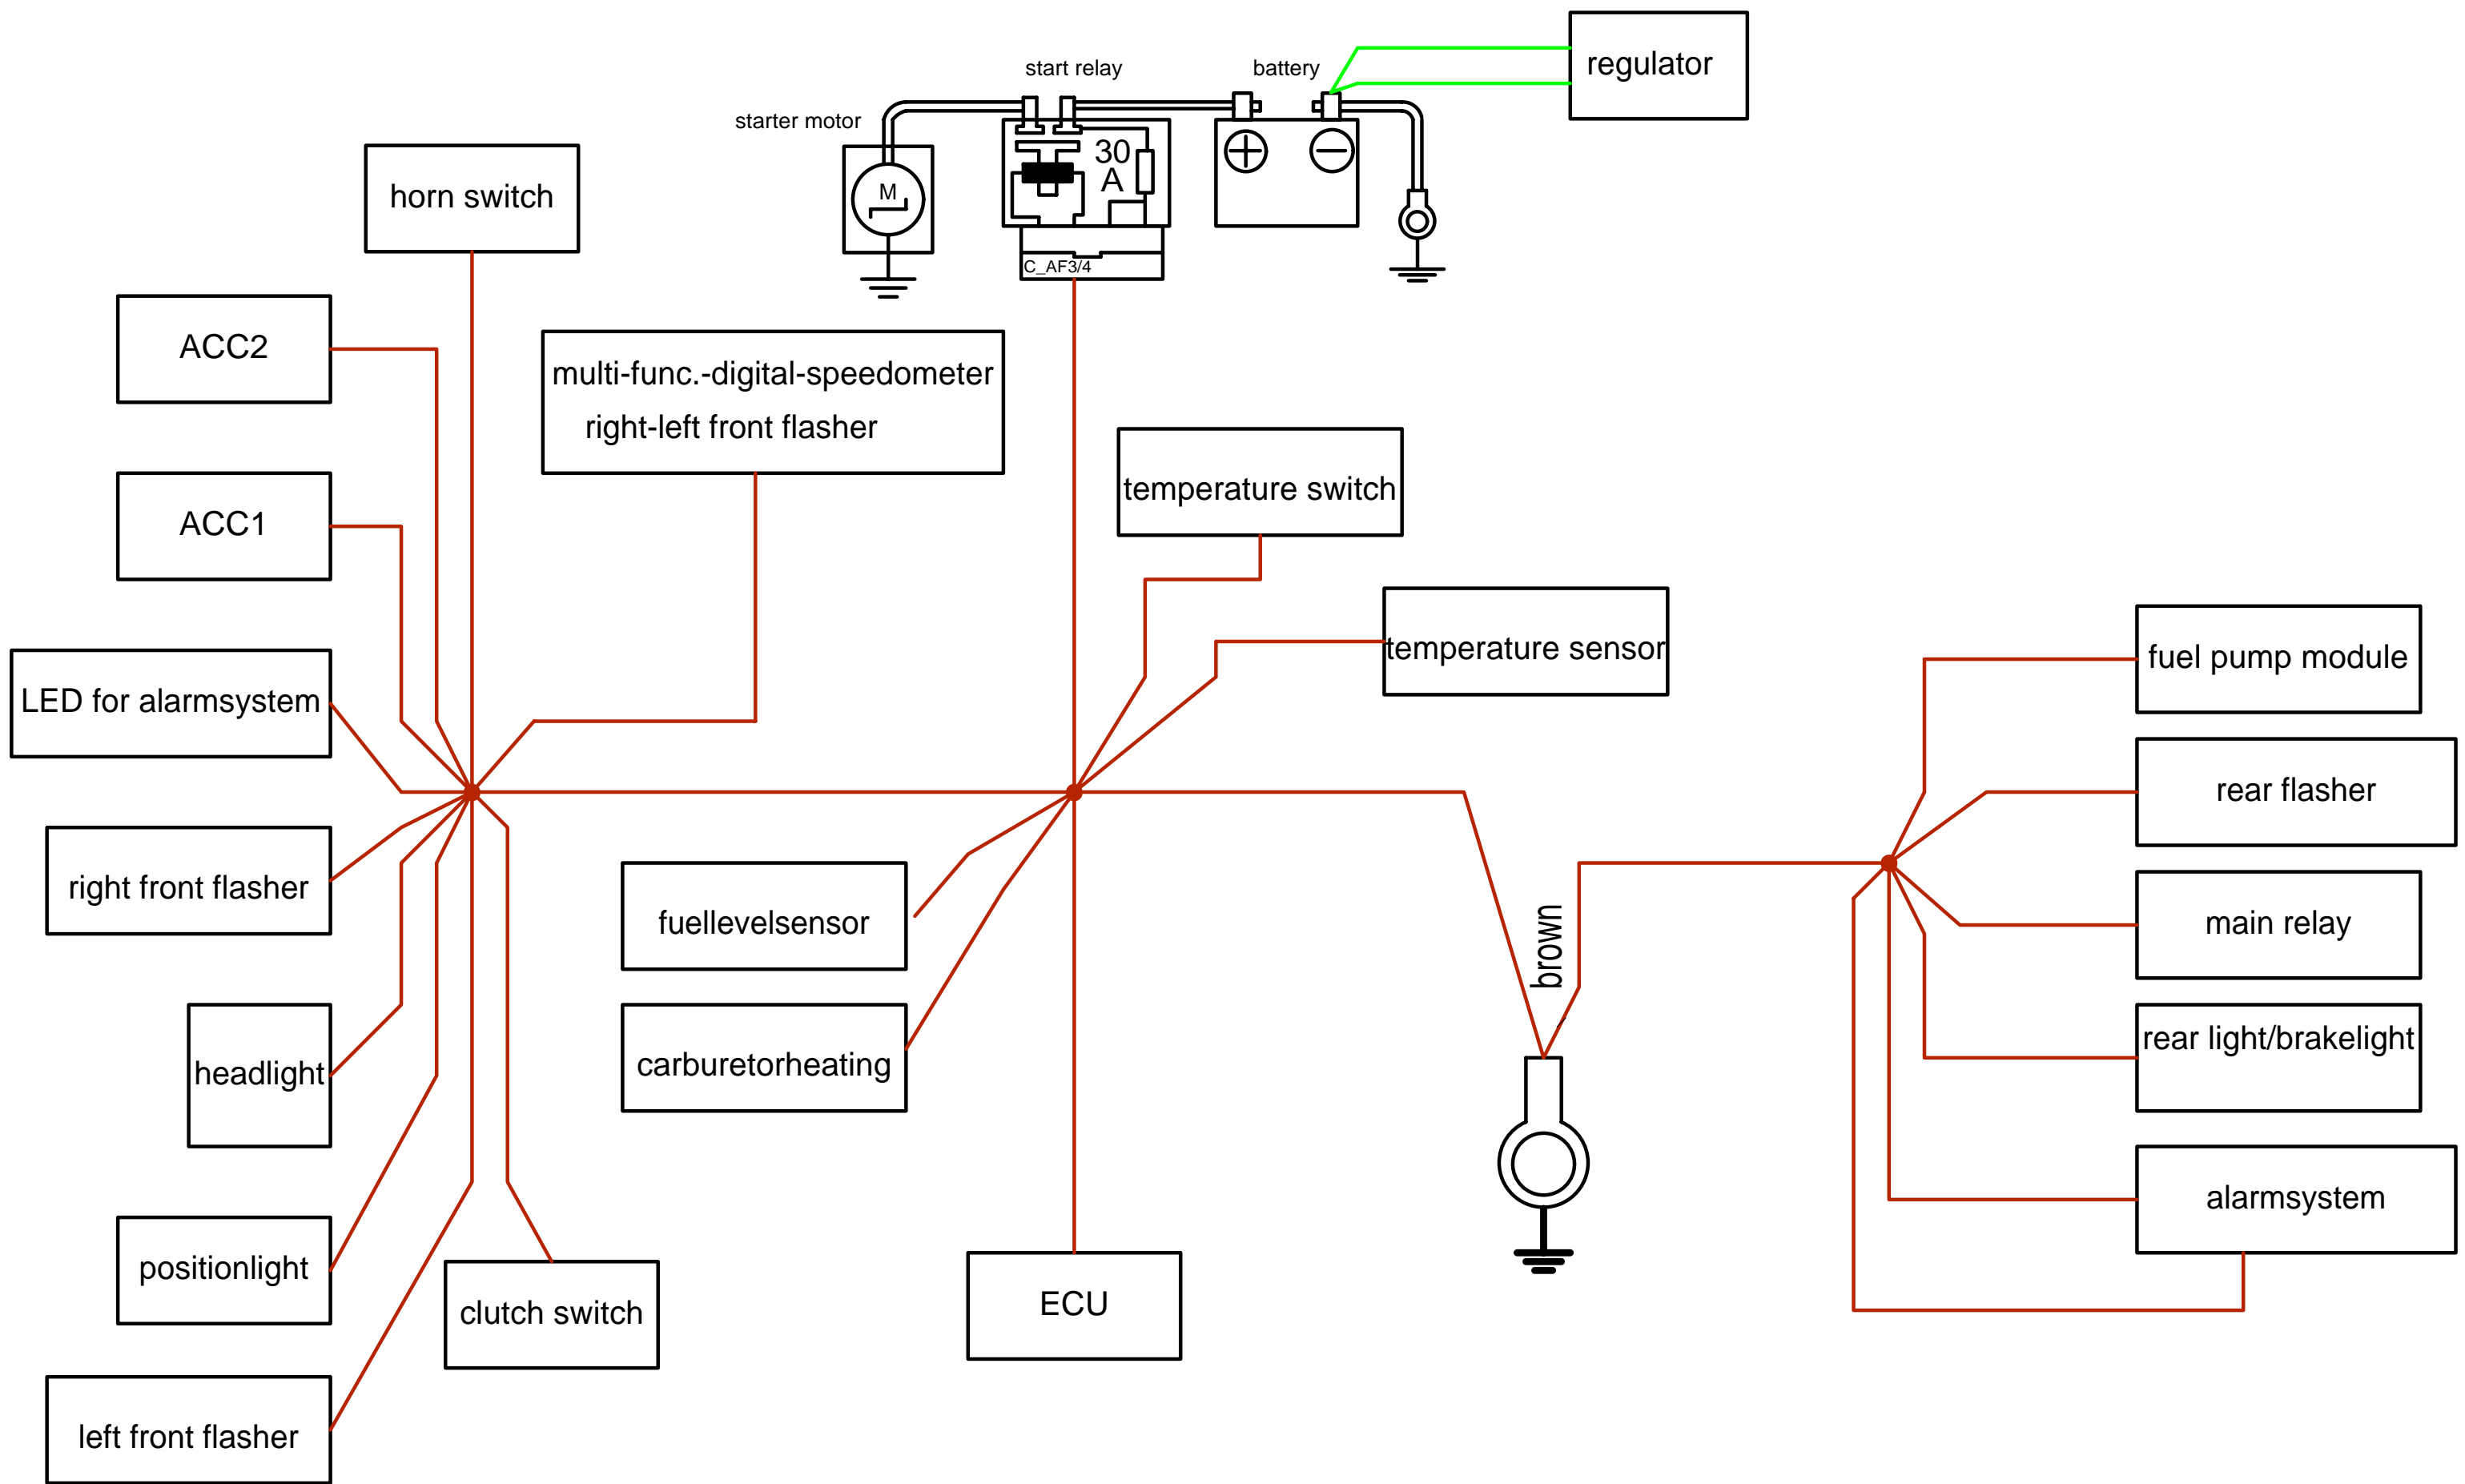 regulator
start relay
battery
starter motor
30
A
M
horn switch
C_AF3/4
ACC2
multi-func.-digital-speedometer
right-left front flasher
temperature switch
ACC1
temperature sensor
fuel pump module
LED for alarmsystem
rear flasher
right front flasher
fuellevelsensor
brown
main relay
headlight
carburetorheating
rear light/brakelight
alarmsystem
positionlight
clutch switch
ECU
left front flasher